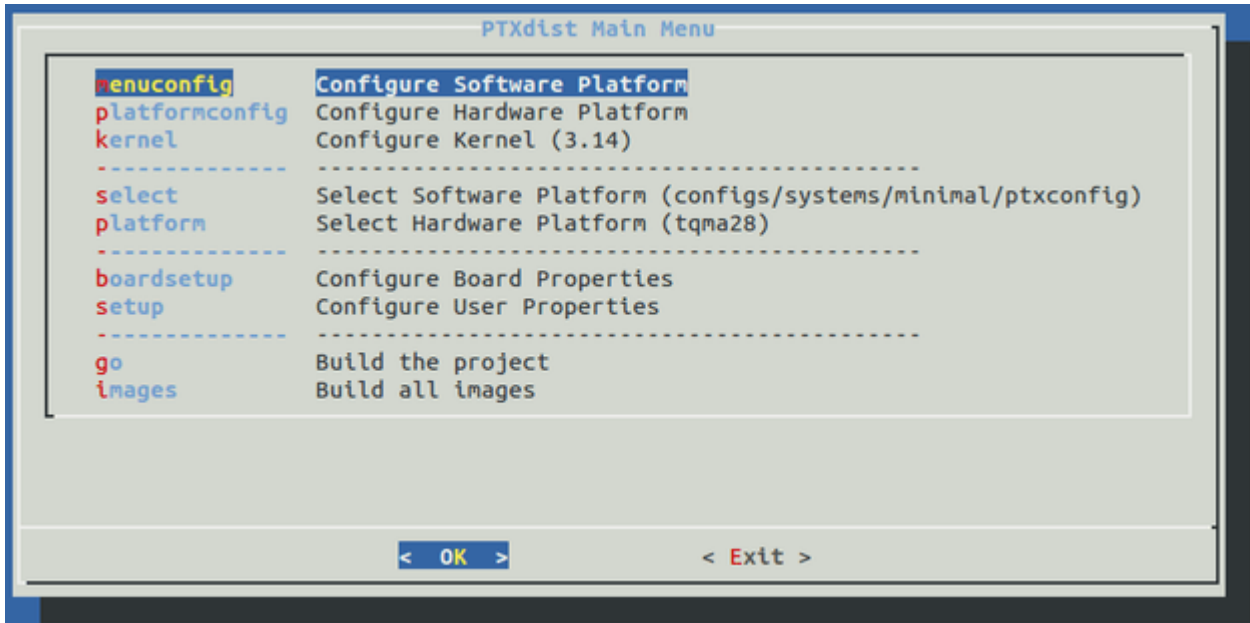 PTXdist Main Menu
menuconfig Configure Software Platform
platformconfig Configure Hardware Platform
kernel Configure Kernel (3.14)
-------------- --------------------------------------------
select Select Software Platform (configs/systems/minimal/ptxconfig)
platform Select Hardware Platform (tqma28)
-------------- --------------------------------------------
boardsetup Configure Board Properties
setup Configure User Properties
-------------- --------------------------------------------
go Build the project
images Build all images
< OK > < Exit >